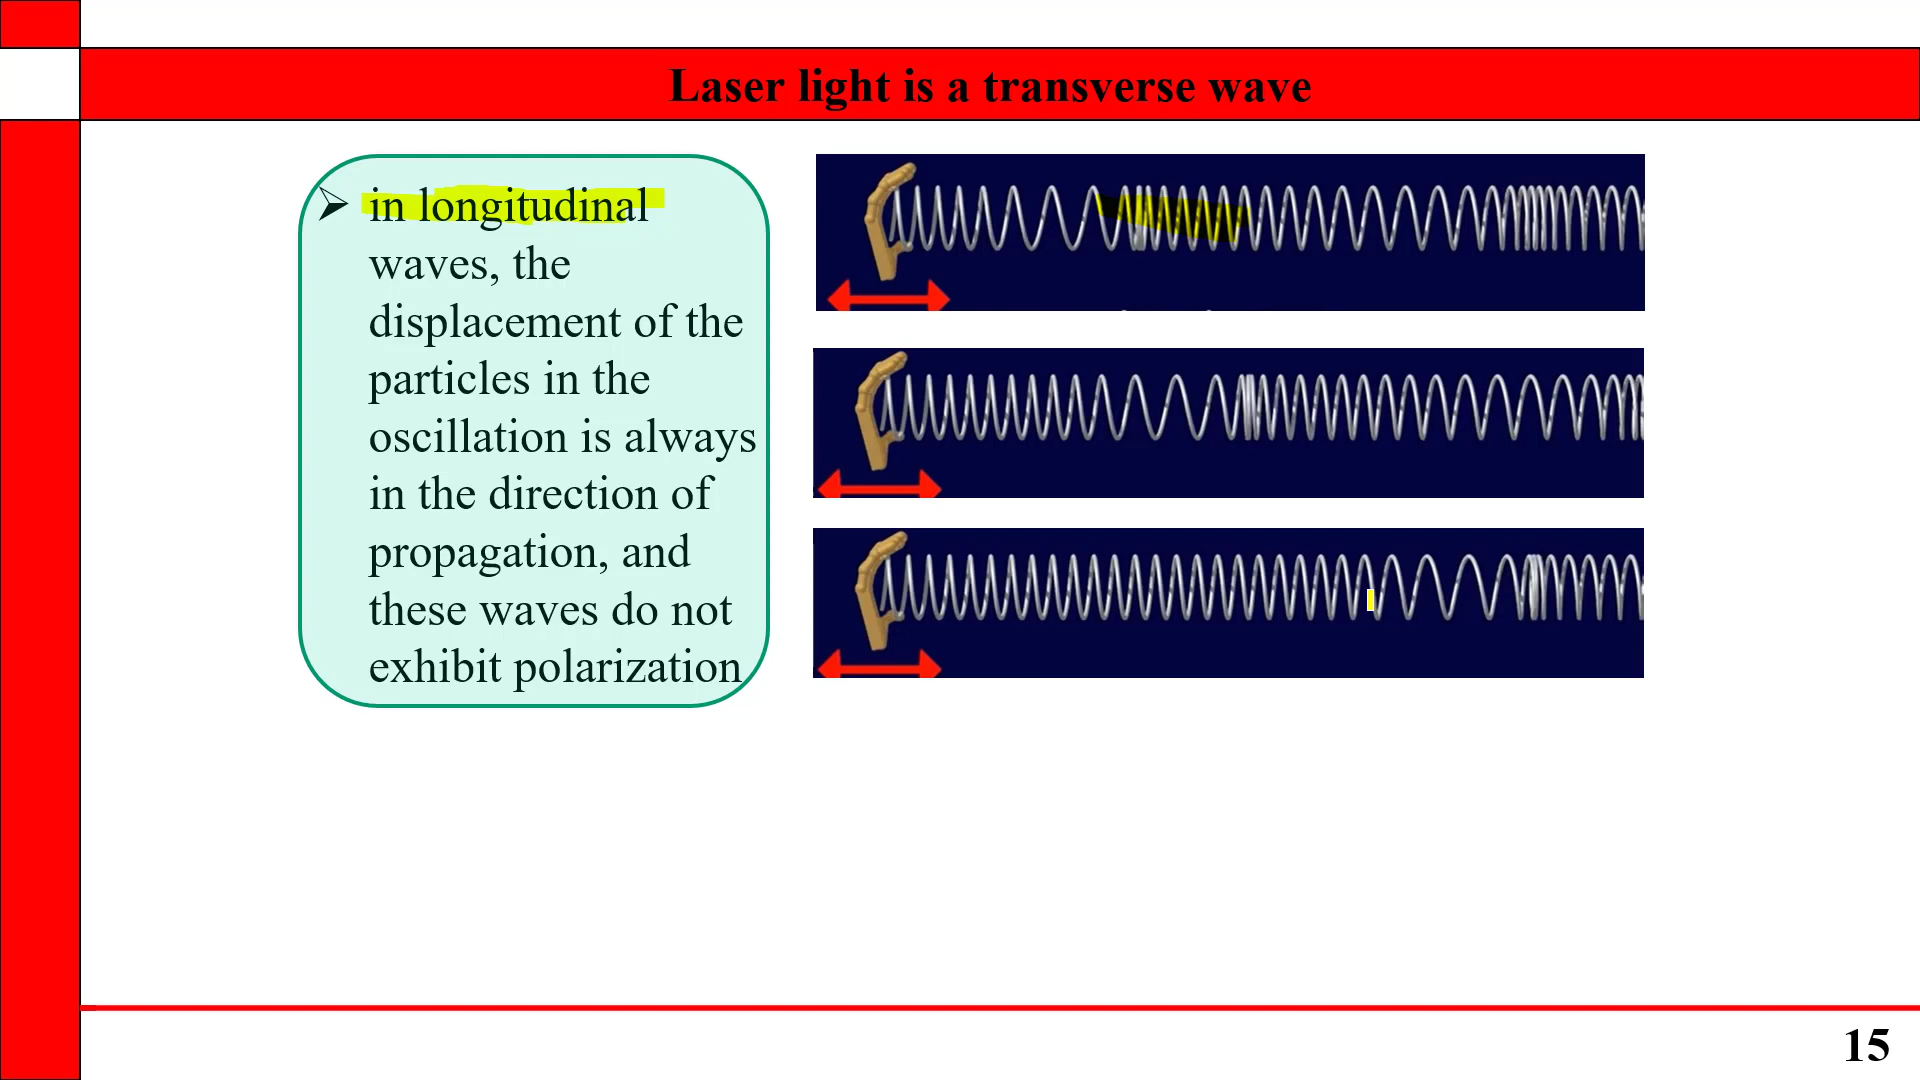 Laser light is a transverse wave
in longitudinal
waves, the
displacement of the
particles in the
oscillation is always
in the direction of
propagation, and
these waves do not
exhibit polarization
15